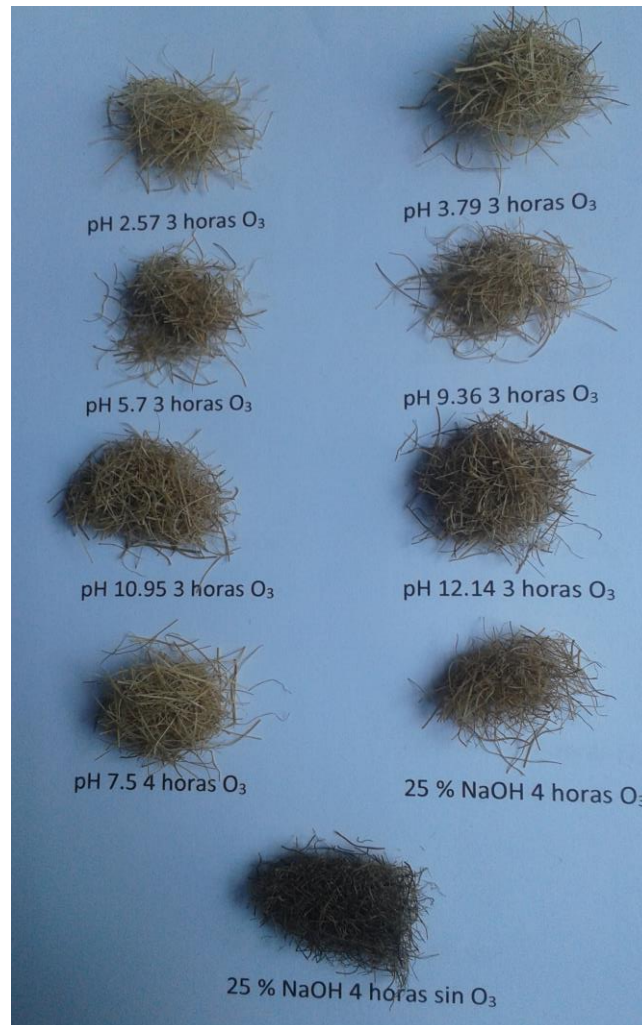 pH 2.57 3 horas O₃
pH 3.79 3 horas O₃
pH 5.7 3 horas O₃
pH 9.36 3 horas O₃
pH 10.95 3 horas O₃
pH 12.14 3 horas O₃
pH 7.5 4 horas O₃
25 % NaOH 4 horas O₃
25 % NaOH 4 horas sin O₃